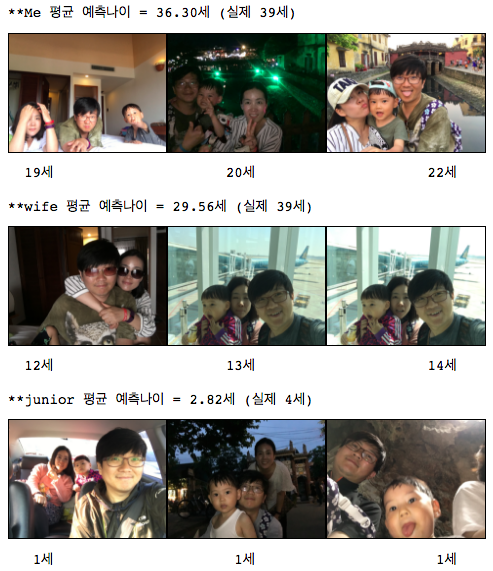 **Me 평균 예측나이 = 36.30세 (실제 39세)
19세 20세 22세
**wife 평균 예측나이 = 29.56세 (실제 39세)
12세 13세 14세
**junior 평균 예측나이 = 2.82세 (실제 4세)
1세 1세 1세